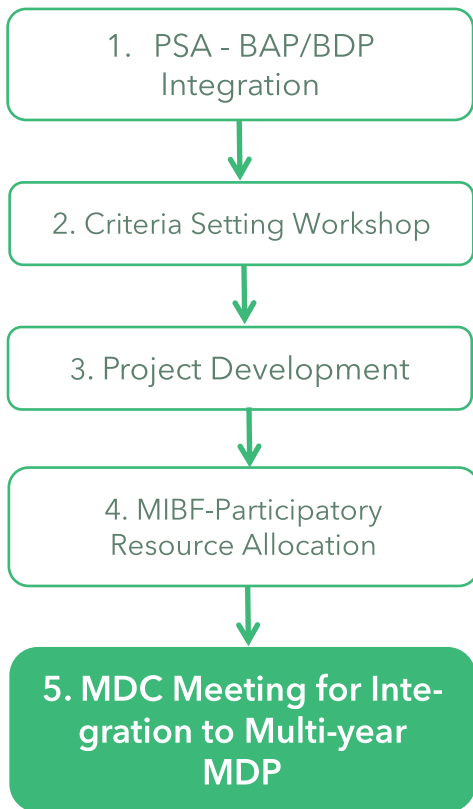 1. PSA - BAP/BDP
Integration
2. Criteria Setting Workshop
3. Project Development
4. MIBF-Participatory
Resource Allocation
5. MDC Meeting for Inte-
gration to Multi-year
MDP